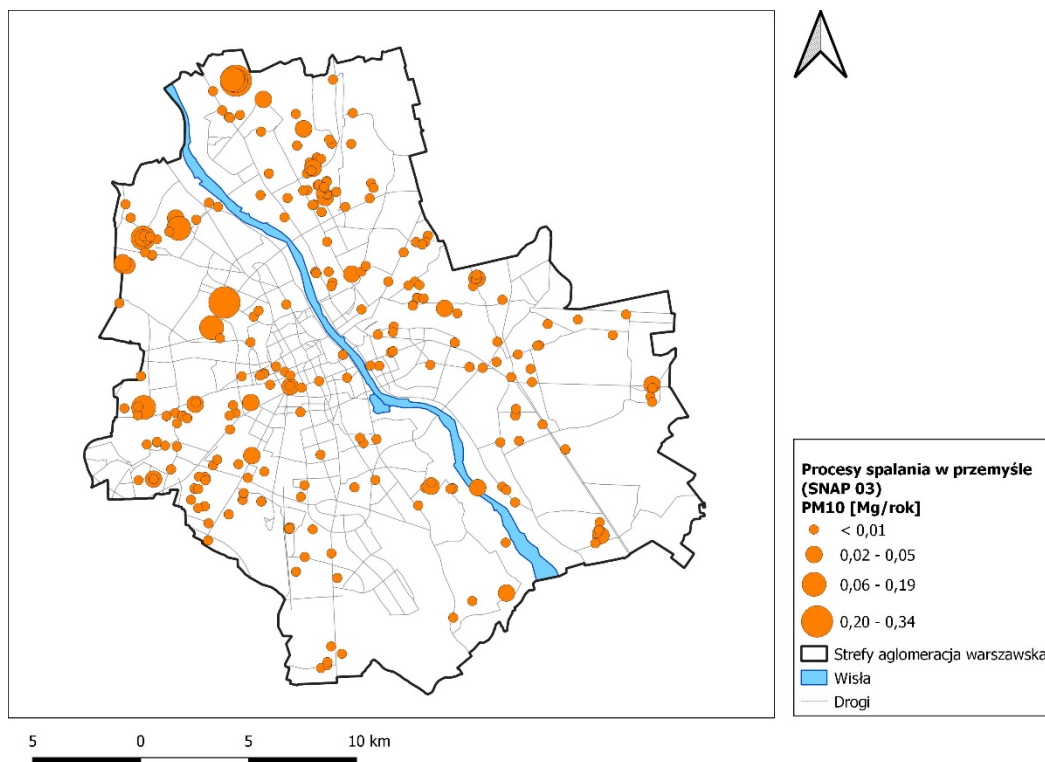 Procesy spalania w przemyśle
(SNAP 03)
PM10 [Mg/rok]
< 0,01
0,02 - 0,05
0,06 - 0,19
0,20 - 0,34
Strefy aglomeracja warszawska
Wisła
Drogi
5 0 5 10 km